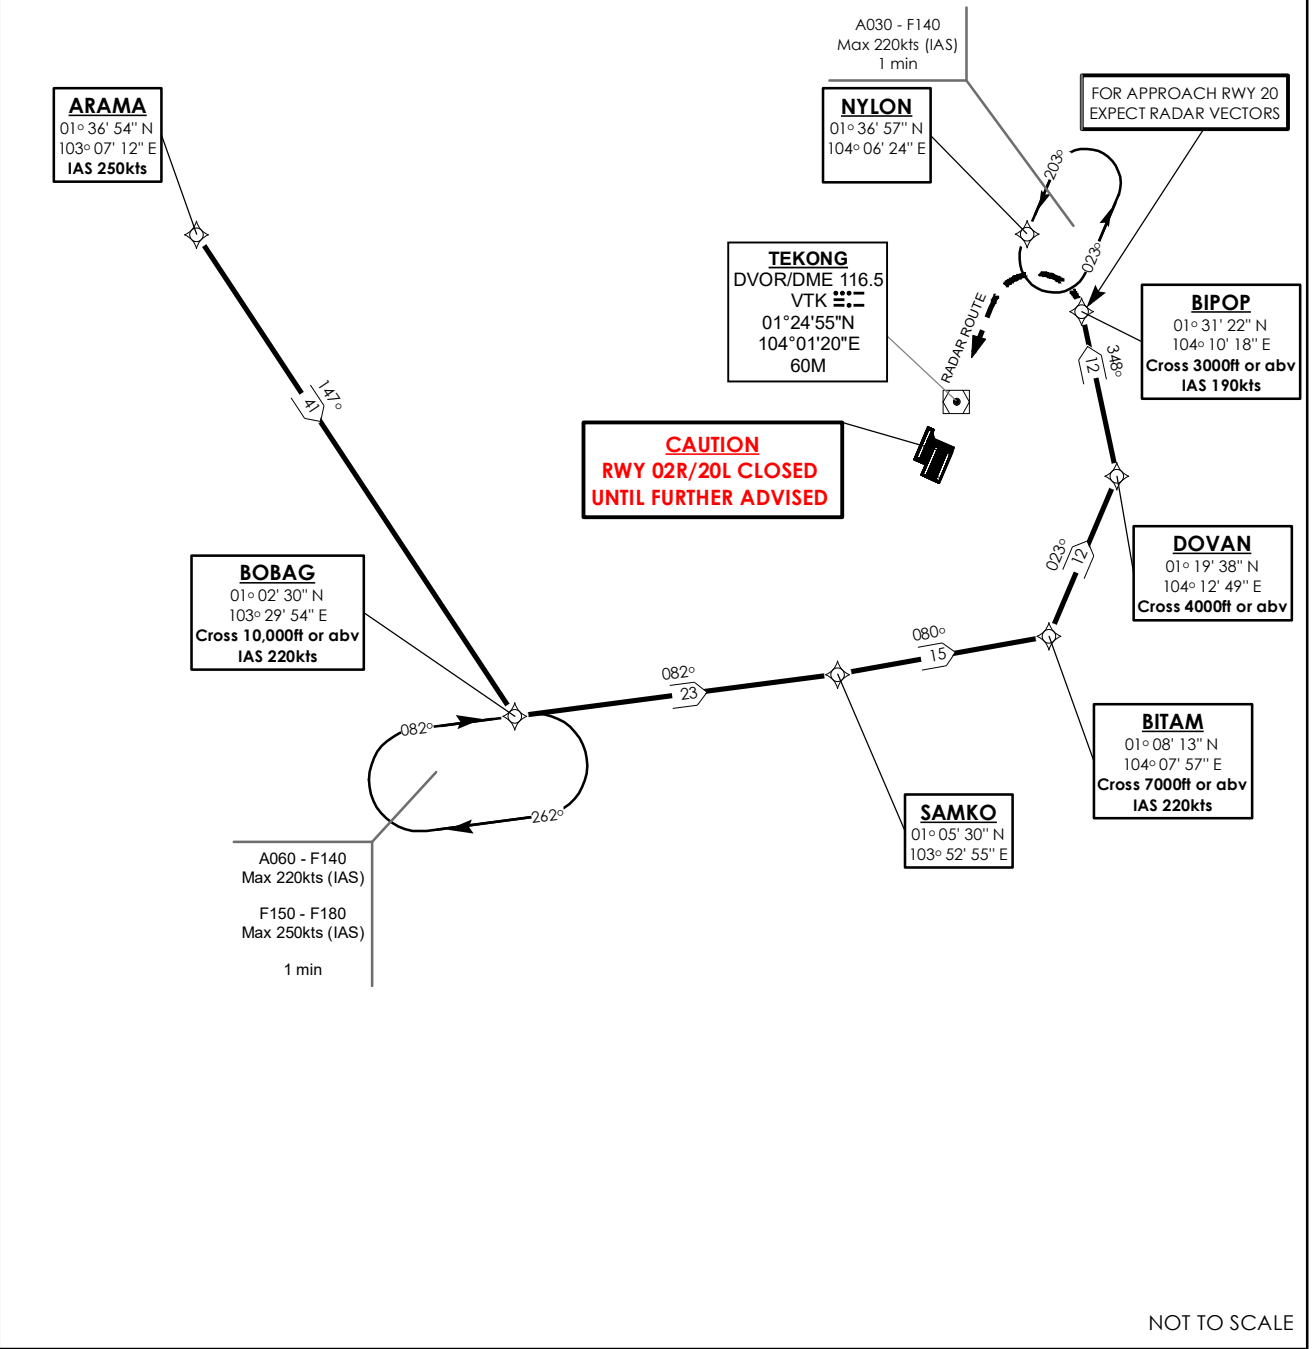 A030 - F140
Max 220kts (IAS)
1 min
FOR APPROACH RWY 20
EXPECT RADAR VECTORS
ARAMA
01° 36' 54" N
103° 07' 12" E
IAS 250kts
NYLON
01° 36' 57" N
104° 06' 24" E
203°
023°
TEKONG
DVOR/DME 116.5
VTK
01°24'55"N
104°01'20"E
60M
RADAR ROUTE
BIPOP
01° 31' 22" N
104° 10' 18" E
Cross 3000ft or abv
IAS 190kts
348°
12
147°
41
CAUTION
RWY 02R/20L CLOSED
UNTIL FURTHER ADVISED
DOVAN
01° 19' 38" N
104° 12' 49" E
Cross 4000ft or abv
023°
12
BOBAG
01° 02' 30" N
103° 29' 54" E
Cross 10,000ft or abv
IAS 220kts
080°
15
082°
23
082°
262°
BITAM
01° 08' 13" N
104° 07' 57" E
Cross 7000ft or abv
IAS 220kts
SAMKO
01° 05' 30" N
103° 52' 55" E
A060 - F140
Max 220kts (IAS)
F150 - F180
Max 250kts (IAS)
1 min
NOT TO SCALE